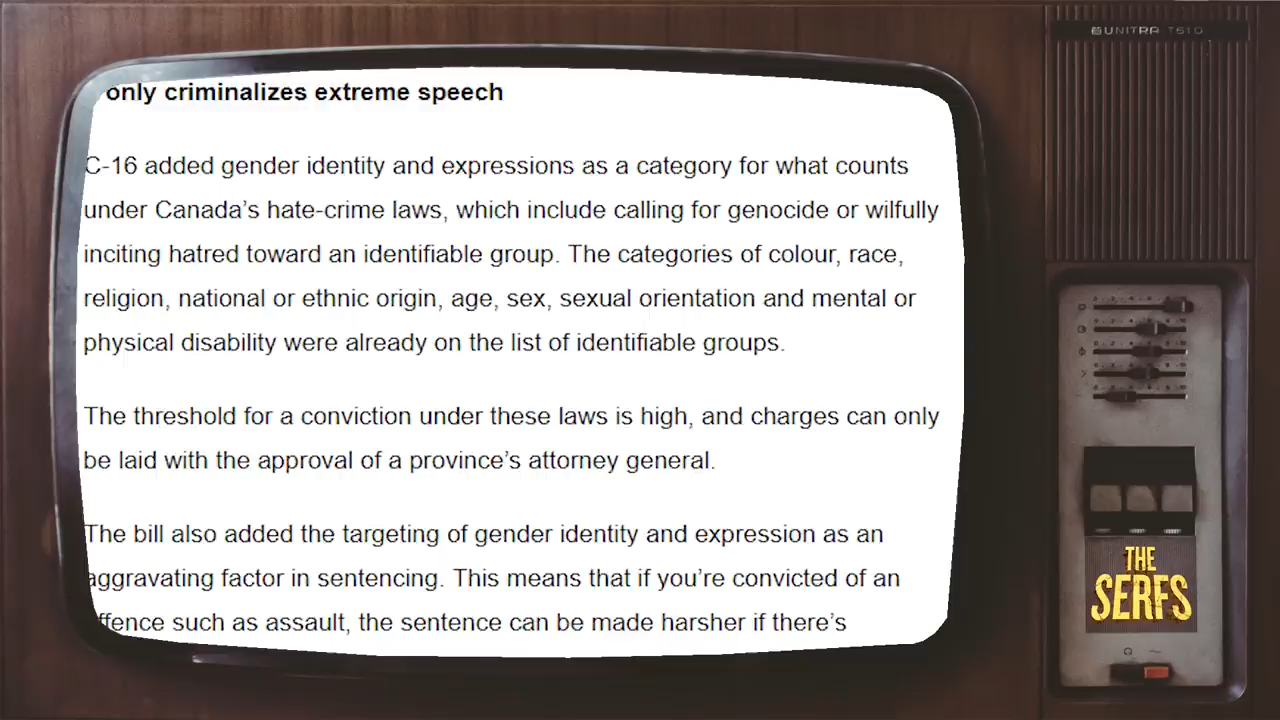 only criminalizes extreme speech
C-16 added gender identity and expressions as a category for what counts
under Canada's hate-crime laws, which include calling for genocide or wilfully
inciting hatred toward an identifiable group. The categories of colour, race,
religion, national or ethnic origin, age, sex, sexual orientation and mental or
physical disability were already on the list of identifiable groups.
The threshold for a conviction under these laws is high, and charges can only
be laid with the approval of a province's attorney general.
The bill also added the targeting of gender identity and expression as an
aggravating factor in sentencing. This means that if you're convicted of an
offence such as assault, the sentence can be made harsher if there's
UNITRA T510
THE
SERFS